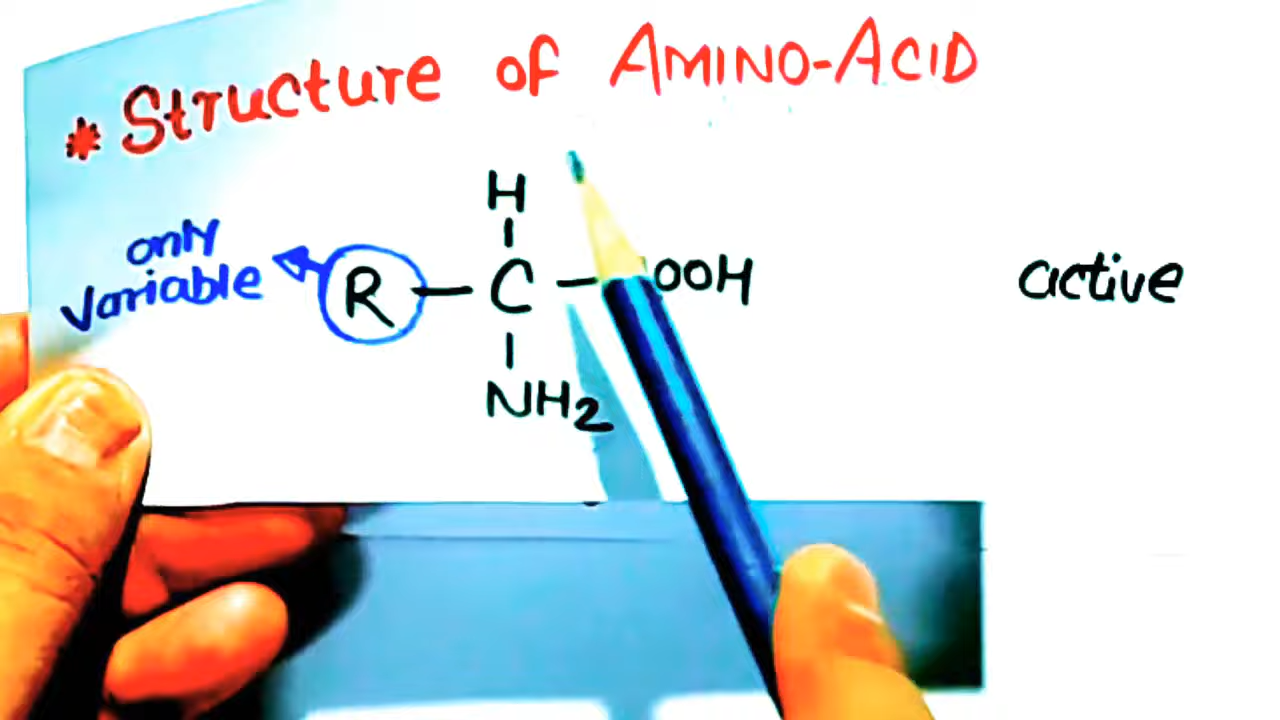 * Structure of AMINO-ACID
H
only
variable
R - C - OOH
active
NH2